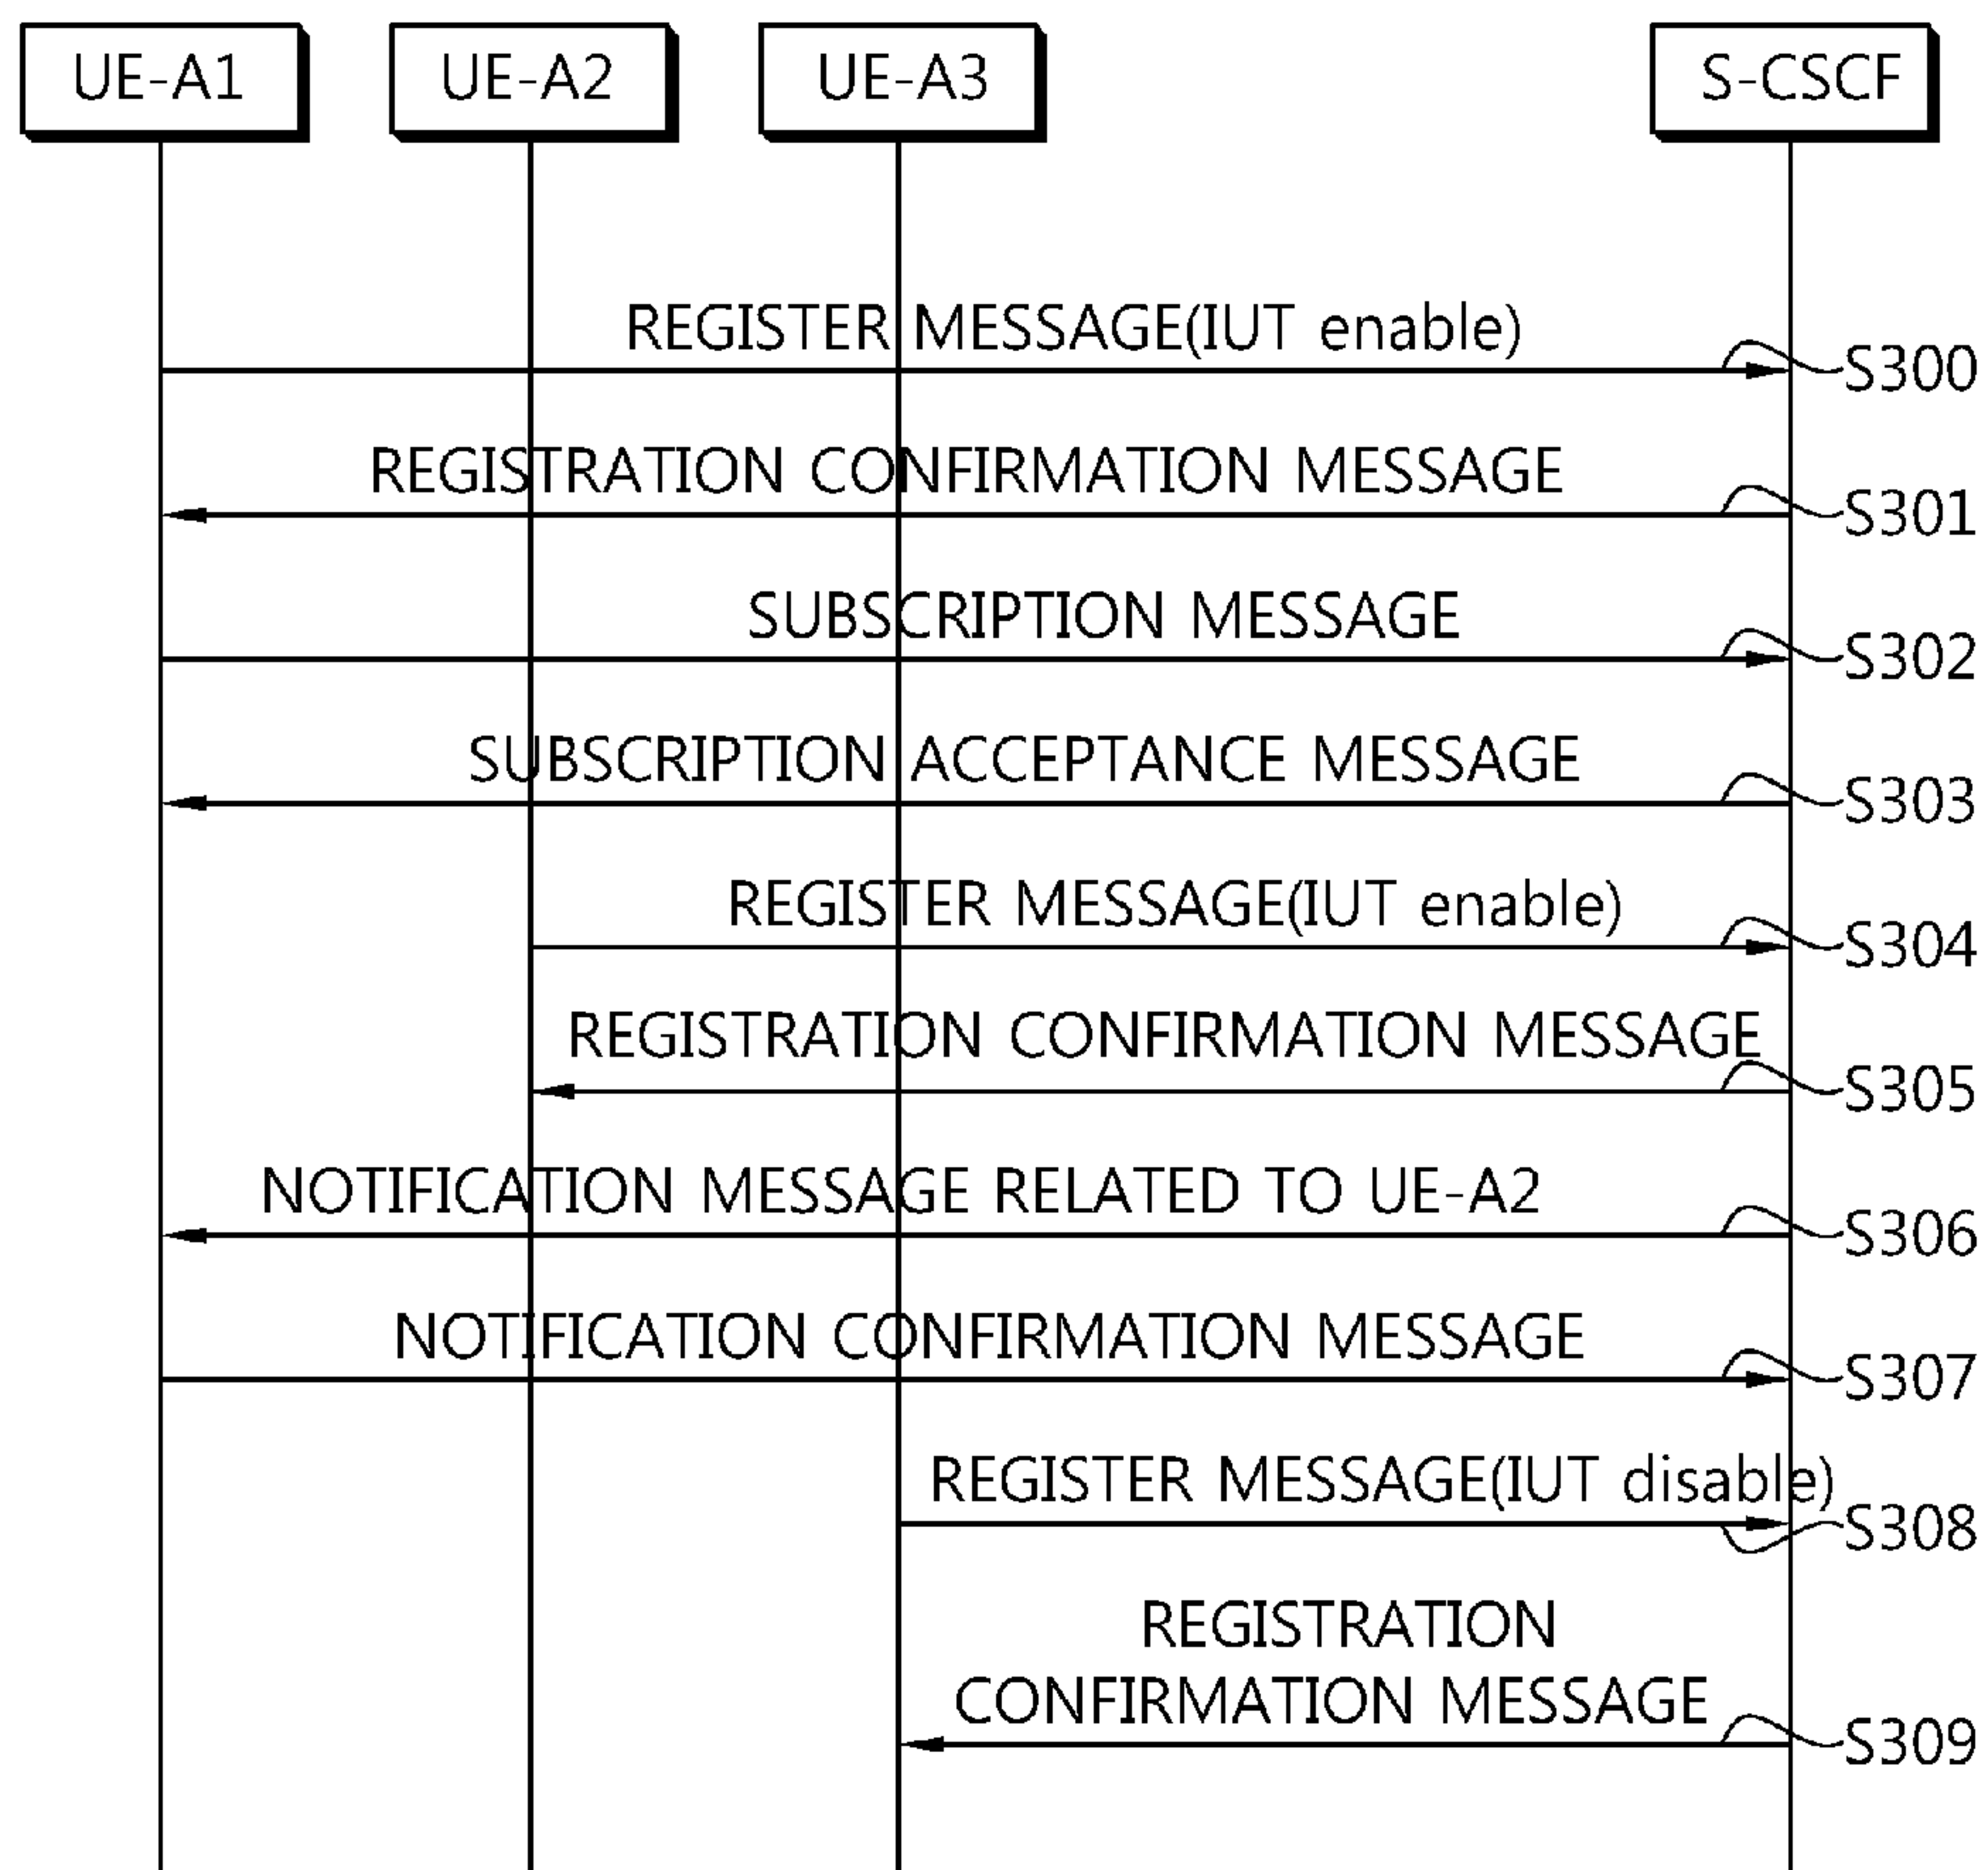 UE-A1
UE-A2
UE-A3
S-CSCF
REGISTER MESSAGE(IUT enable)
S300
REGISTRATION CONFIRMATION MESSAGE
S301
SUBSCRIPTION MESSAGE
S302
SUBSCRIPTION ACCEPTANCE MESSAGE
S303
REGISTER MESSAGE(IUT enable)
S304
REGISTRATION CONFIRMATION MESSAGE
S305
NOTIFICATION MESSAGE RELATED TO UE-A2
S306
NOTIFICATION CONFIRMATION MESSAGE
S307
REGISTER MESSAGE(IUT disable)
S308
REGISTRATION
CONFIRMATION MESSAGE
S309